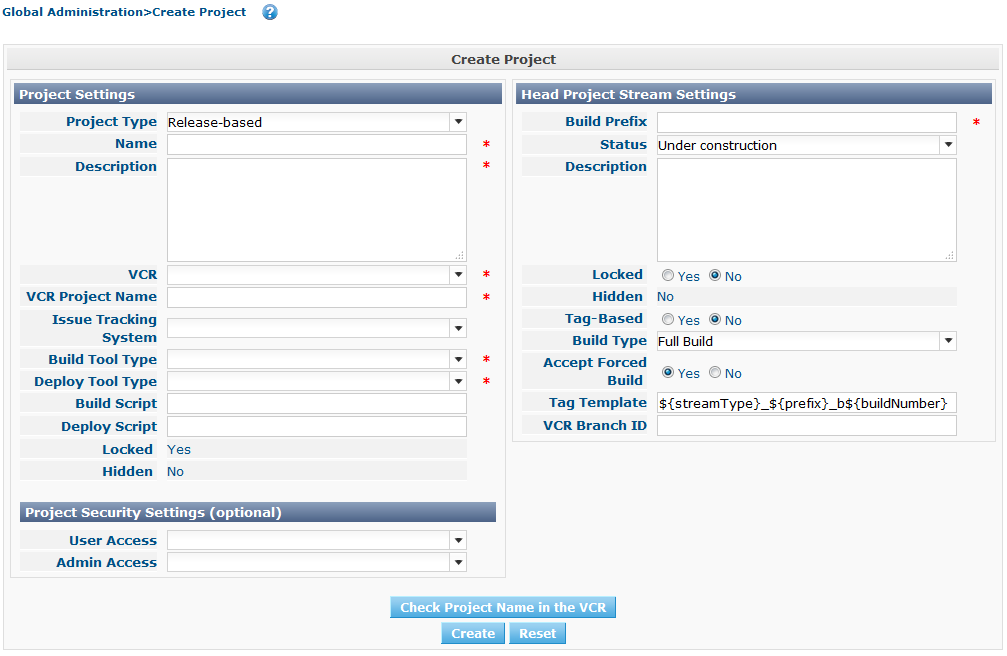 Global Administration>Create Project ?
Create Project
Project Settings
Project Type Release-based
Name *
Description *
VCR *
VCR Project Name *
Issue Tracking
System
Build Tool Type *
Deploy Tool Type *
Build Script
Deploy Script
Locked Yes
Hidden No
Project Security Settings (optional)
User Access
Admin Access
Head Project Stream Settings
Build Prefix *
Status Under construction
Description
Locked Yes No
Hidden No
Tag-Based Yes No
Build Type Full Build
Accept Forced
Build Yes No
Tag Template ${streamType}_${prefix}_b${buildNumber}
VCR Branch ID
Check Project Name in the VCR
Create Reset